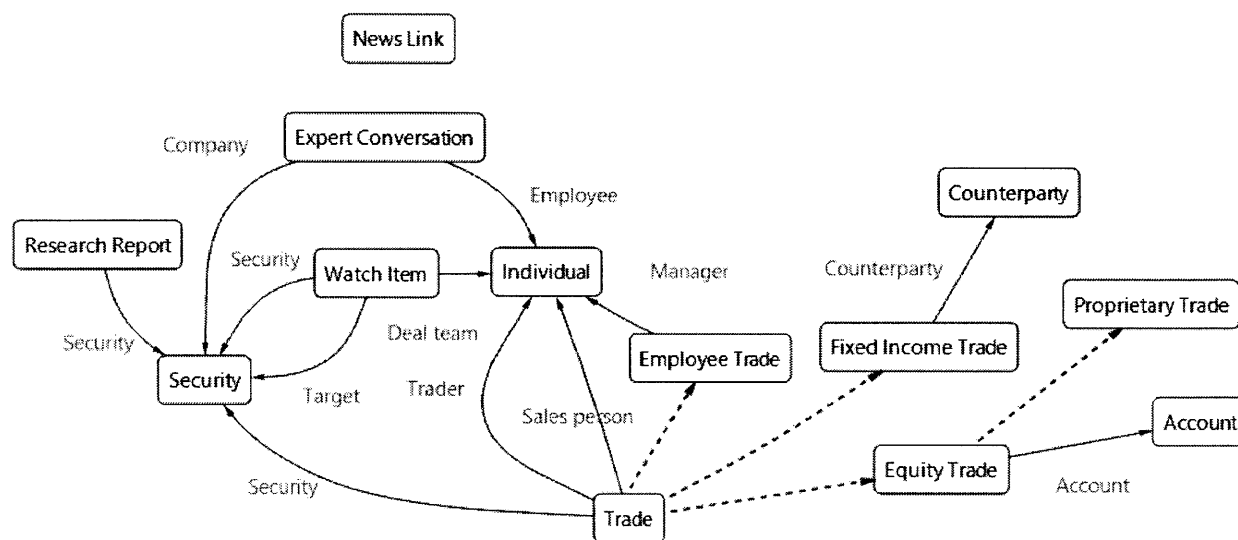 News Link
Expert Conversation
Company
Employee
Counterparty
Research Report
Security
Watch Item
Individual
Manager
Counterparty
Proprietary Trade
Security
Deal team
Employee Trade
Fixed Income Trade
Security
Target
Trader
Sales person
Account
Equity Trade
Account
Security
Trade